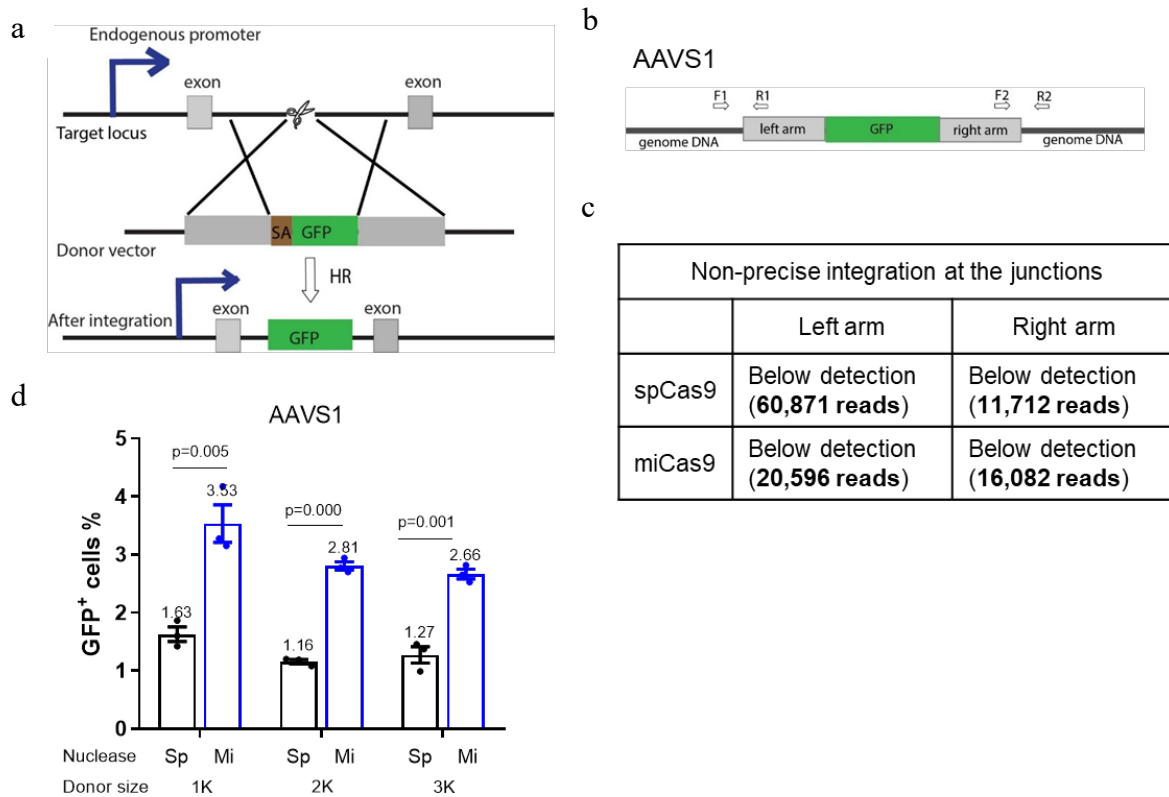 a
Endogenous promoter
exon
exon
Target locus
SA
GFP
Donor vector
HR
exon
exon
After integration
GFP
b
AAVS1
F1
R1
F2
R2
left arm
GFP
right arm
genome DNA
genome DNA
c
Non-precise integration at the junctions
Left arm
Right arm
spCas9
Below detection
(60,871 reads)
Below detection
(11,712 reads)
miCas9
Below detection
(20,596 reads)
Below detection
(16,082 reads)
d
AAVS1
GFP+ cells %
5
4
3
2
1
0
p=0.005
p=0.000
p=0.001
1.63
3.53
1.16
2.81
1.27
2.66
Nuclease Sp Mi Sp Mi Sp Mi
Donor size 1K 2K 3K